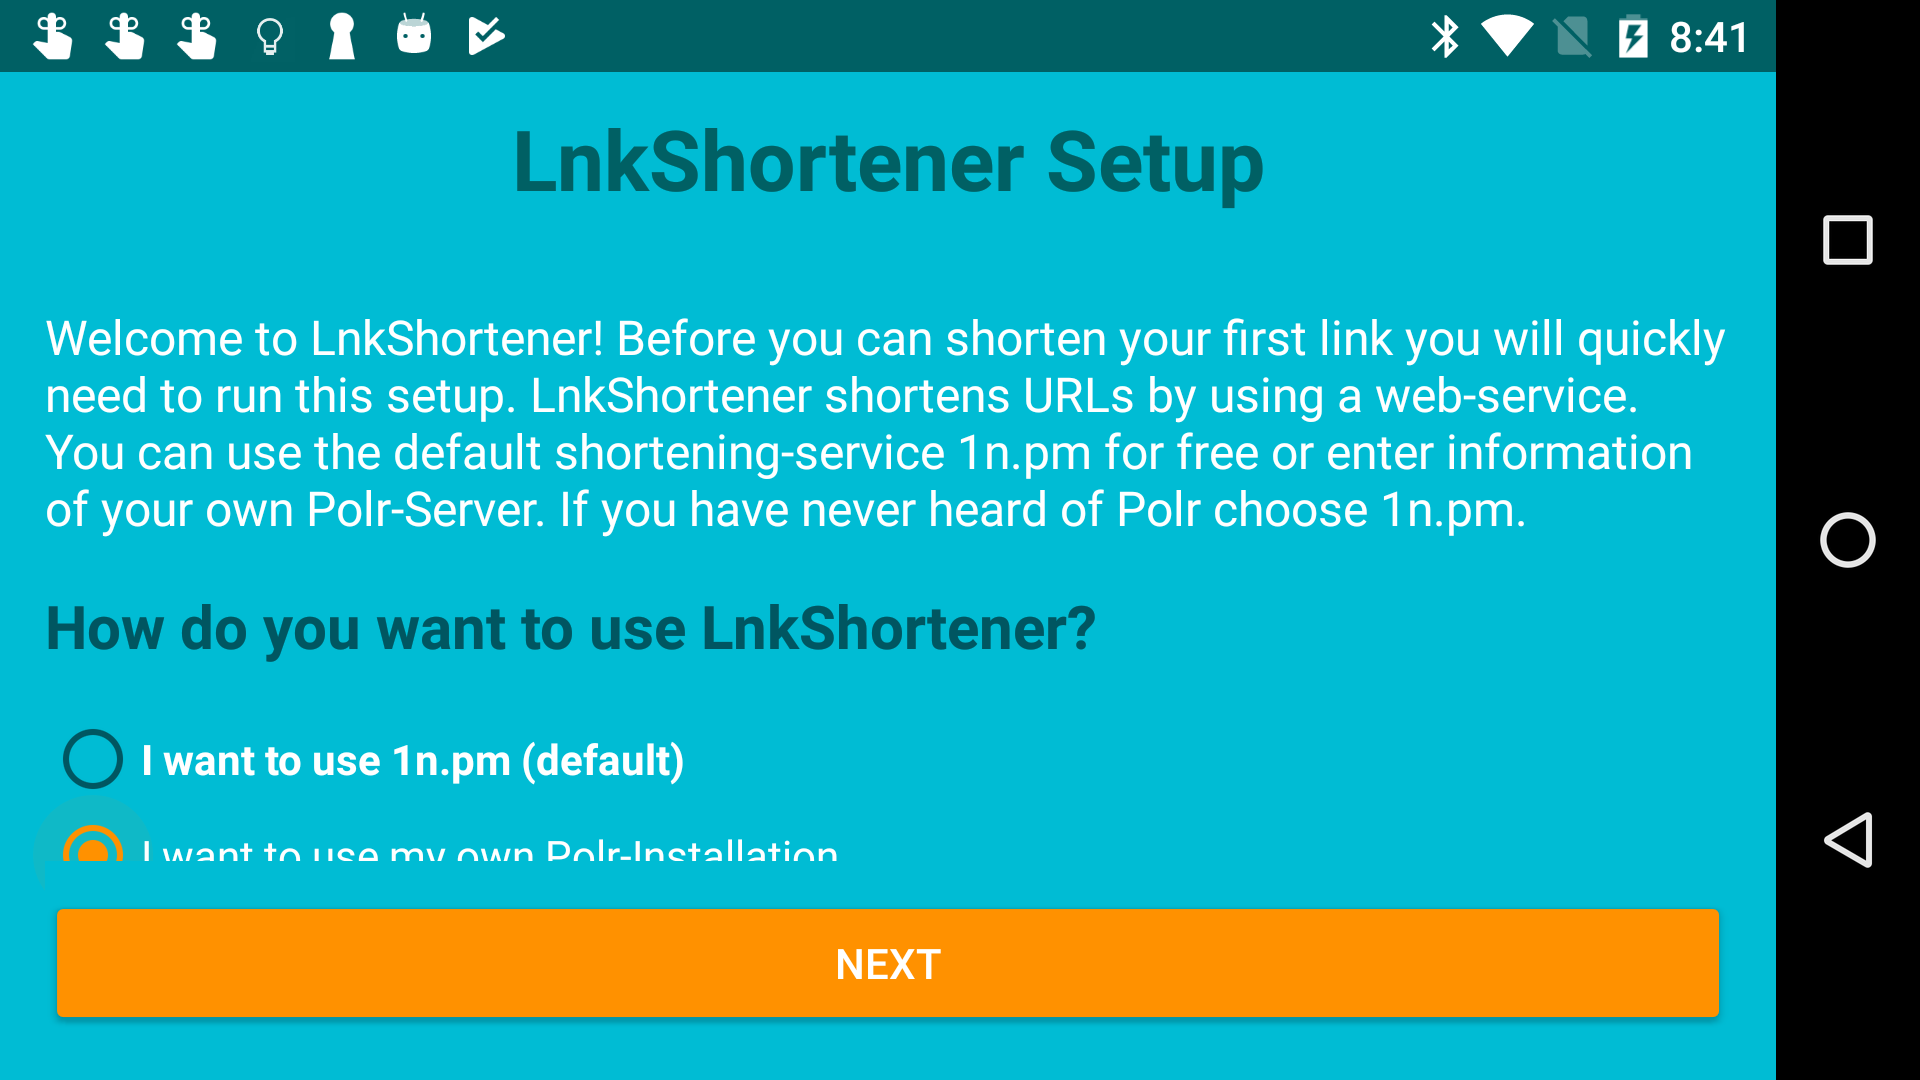 8:41
LnkShortener Setup
Welcome to LnkShortener! Before you can shorten your first link you will quickly
need to run this setup. LnkShortener shortens URLs by using a web-service.
You can use the default shortening-service 1n.pm for free or enter information
of your own Polr-Server. If you have never heard of Polr choose 1n.pm.
How do you want to use LnkShortener?
I want to use 1n.pm (default)
I want to use my own Polr-Installation
NEXT